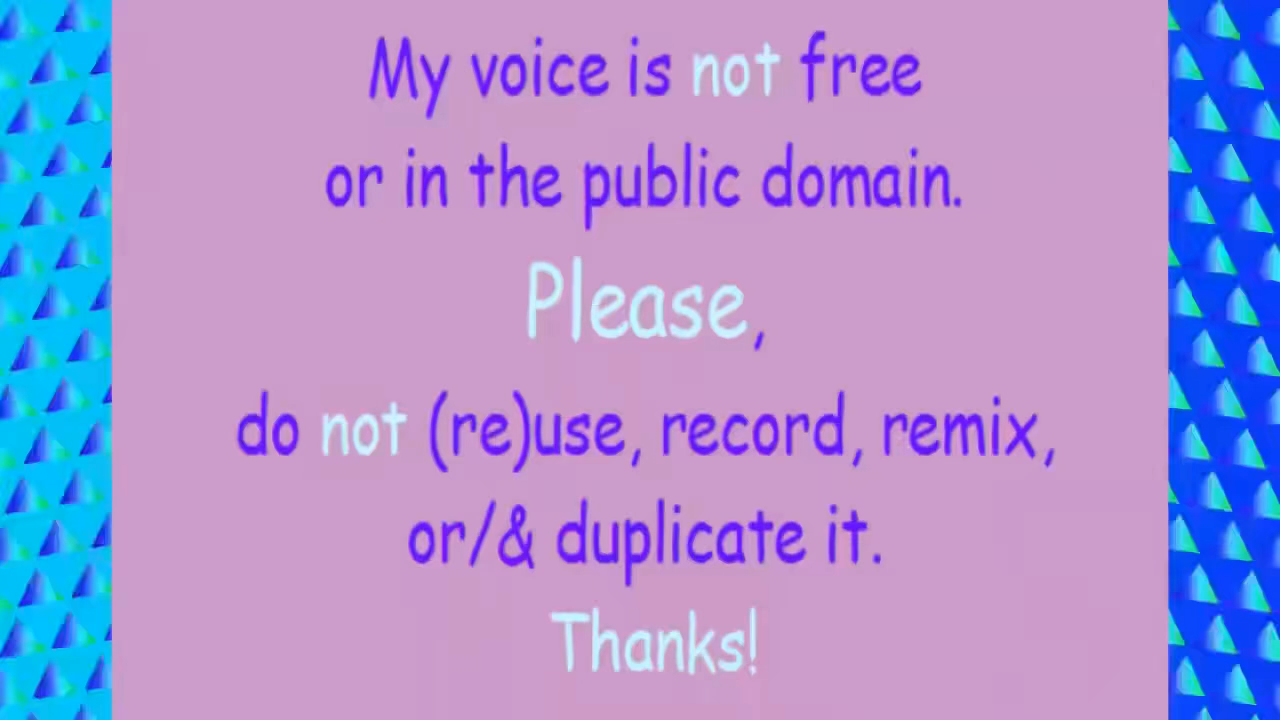 My voice is not free
or in the public domain.
Please,
do not (re)use, record, remix,
or/& duplicate it.
Thanks!